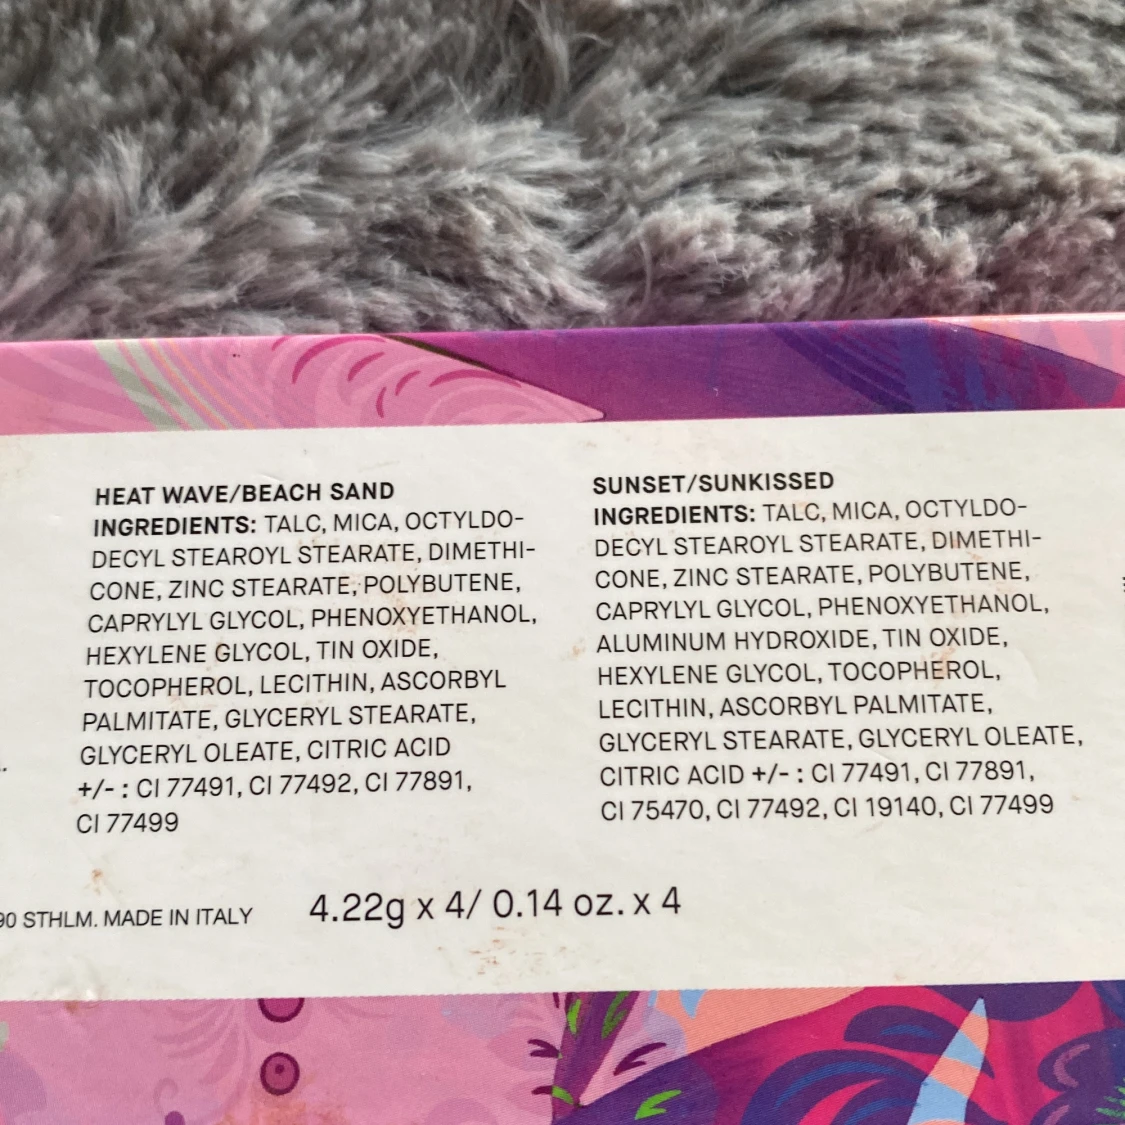 HEAT WAVE/BEACH SAND
INGREDIENTS: TALC, MICA, OCTYLDO-
DECYL STEAROYL STEARATE, DIMETHI-
CONE, ZINC STEARATE, POLYBUTENE,
CAPRYLYL GLYCOL, PHENOXYETHANOL,
HEXYLENE GLYCOL, TIN OXIDE,
TOCOPHEROL, LECITHIN, ASCORBYL
PALMITATE, GLYCERYL STEARATE,
GLYCERYL OLEATE, CITRIC ACID
+/- : CI 77491, CI 77492, CI 77891,
CI 77499
SUNSET/SUNKISSED
INGREDIENTS: TALC, MICA, OCTYLDO-
DECYL STEAROYL STEARATE, DIMETHI-
CONE, ZINC STEARATE, POLYBUTENE,
CAPRYLYL GLYCOL, PHENOXYETHANOL,
ALUMINUM HYDROXIDE, TIN OXIDE,
HEXYLENE GLYCOL, TOCOPHEROL,
LECITHIN, ASCORBYL PALMITATE,
GLYCERYL STEARATE, GLYCERYL OLEATE,
CITRIC ACID +/- : CI 77491, CI 77891,
CI 75470, CI 77492, CI 19140, CI 77499
90 STHLM. MADE IN ITALY
4.22g x 4/ 0.14 oz. x 4